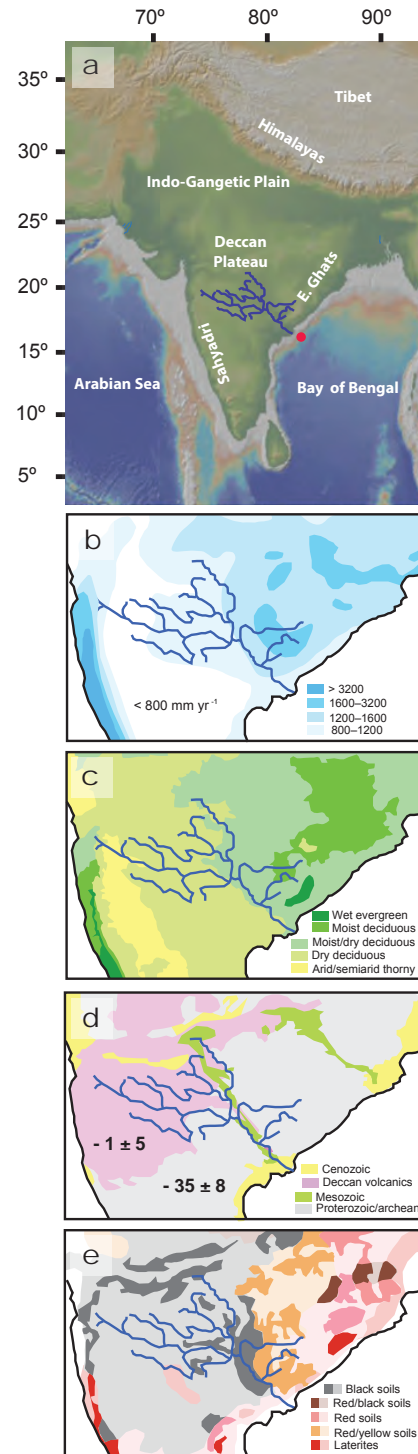 70º 80º 90º
a
35º
Tibet
Himalayas
30º
Indo-Gangetic Plain
25º
Deccan
Plateau
20º
E. Ghats
Sahyadri
15º
Arabian Sea
Bay of Bengal
10º
5º
b
< 800 mm yr⁻¹
> 3200
1600–3200
1200–1600
800–1200
c
Wet evergreen
Moist deciduous
Moist/dry deciduous
Dry deciduous
Arid/semiarid thorny
d
- 1 ± 5
- 35 ± 8
Cenozoic
Deccan volcanics
Mesozoic
Proterozoic/archean
e
Black soils
Red/black soils
Red soils
Red/yellow soils
Laterites